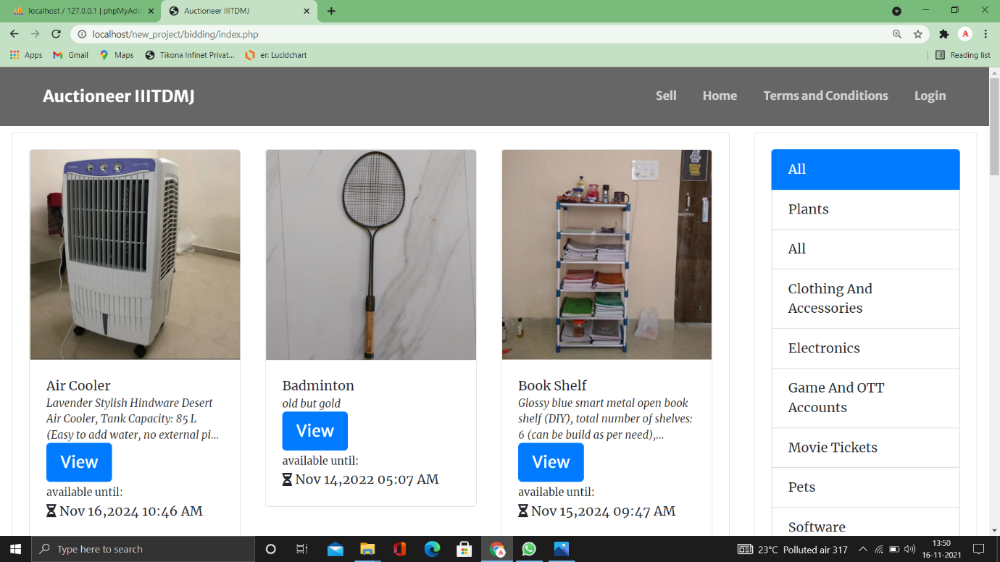 localhost / 127.0.0.1 | phpMyAdm
Auctioneer IIITDMJ
localhost/new_project/bidding/index.php
Apps
Gmail
Maps
Tikona Infinet Privat...
er: Lucidchart
Reading list
Auctioneer IIITDMJ
Sell
Home
Terms and Conditions
Login
Air Cooler
Lavender Stylish Hindware Desert
Air Cooler, Tank Capacity: 85 L
(Easy to add water, no external pi...
View
available until:
Nov 16,2024 10:46 AM
Badminton
old but gold
View
available until:
Nov 14,2022 05:07 AM
Book Shelf
Glossy blue smart metal open book
shelf (DIY), total number of shelves:
6 (can be build as per need),...
View
available until:
Nov 15,2024 09:47 AM
All
Plants
All
Clothing And
Accessories
Electronics
Game And OTT
Accounts
Movie Tickets
Pets
Software
Type here to search
23°C Polluted air 317
13:50
16-11-2021